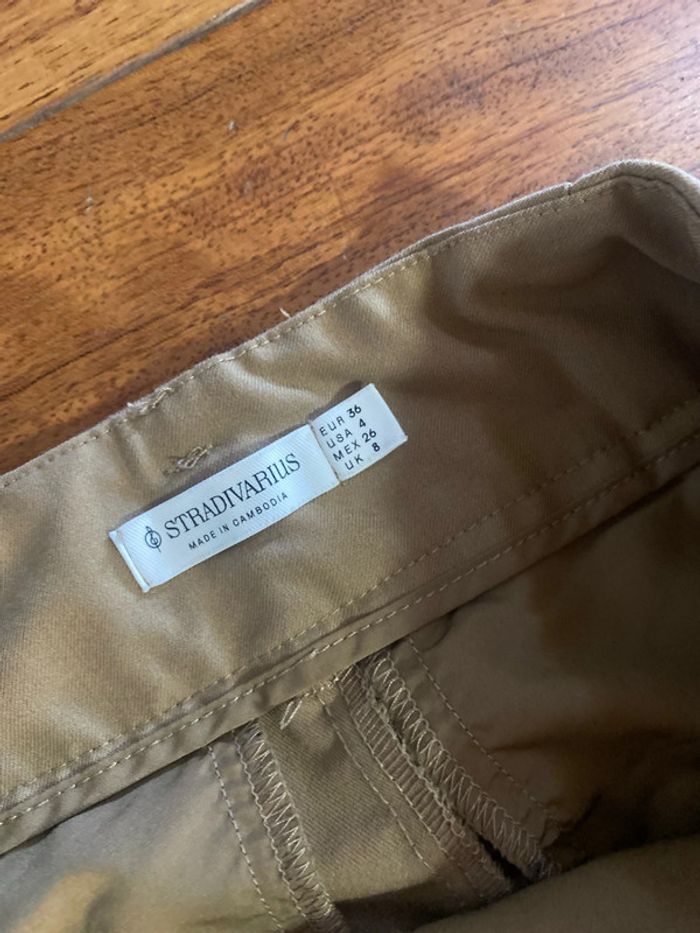 STRADIVARIUS
MADE IN CAMBODIA
EUR 36
USA 4
MEX 26
UK 8